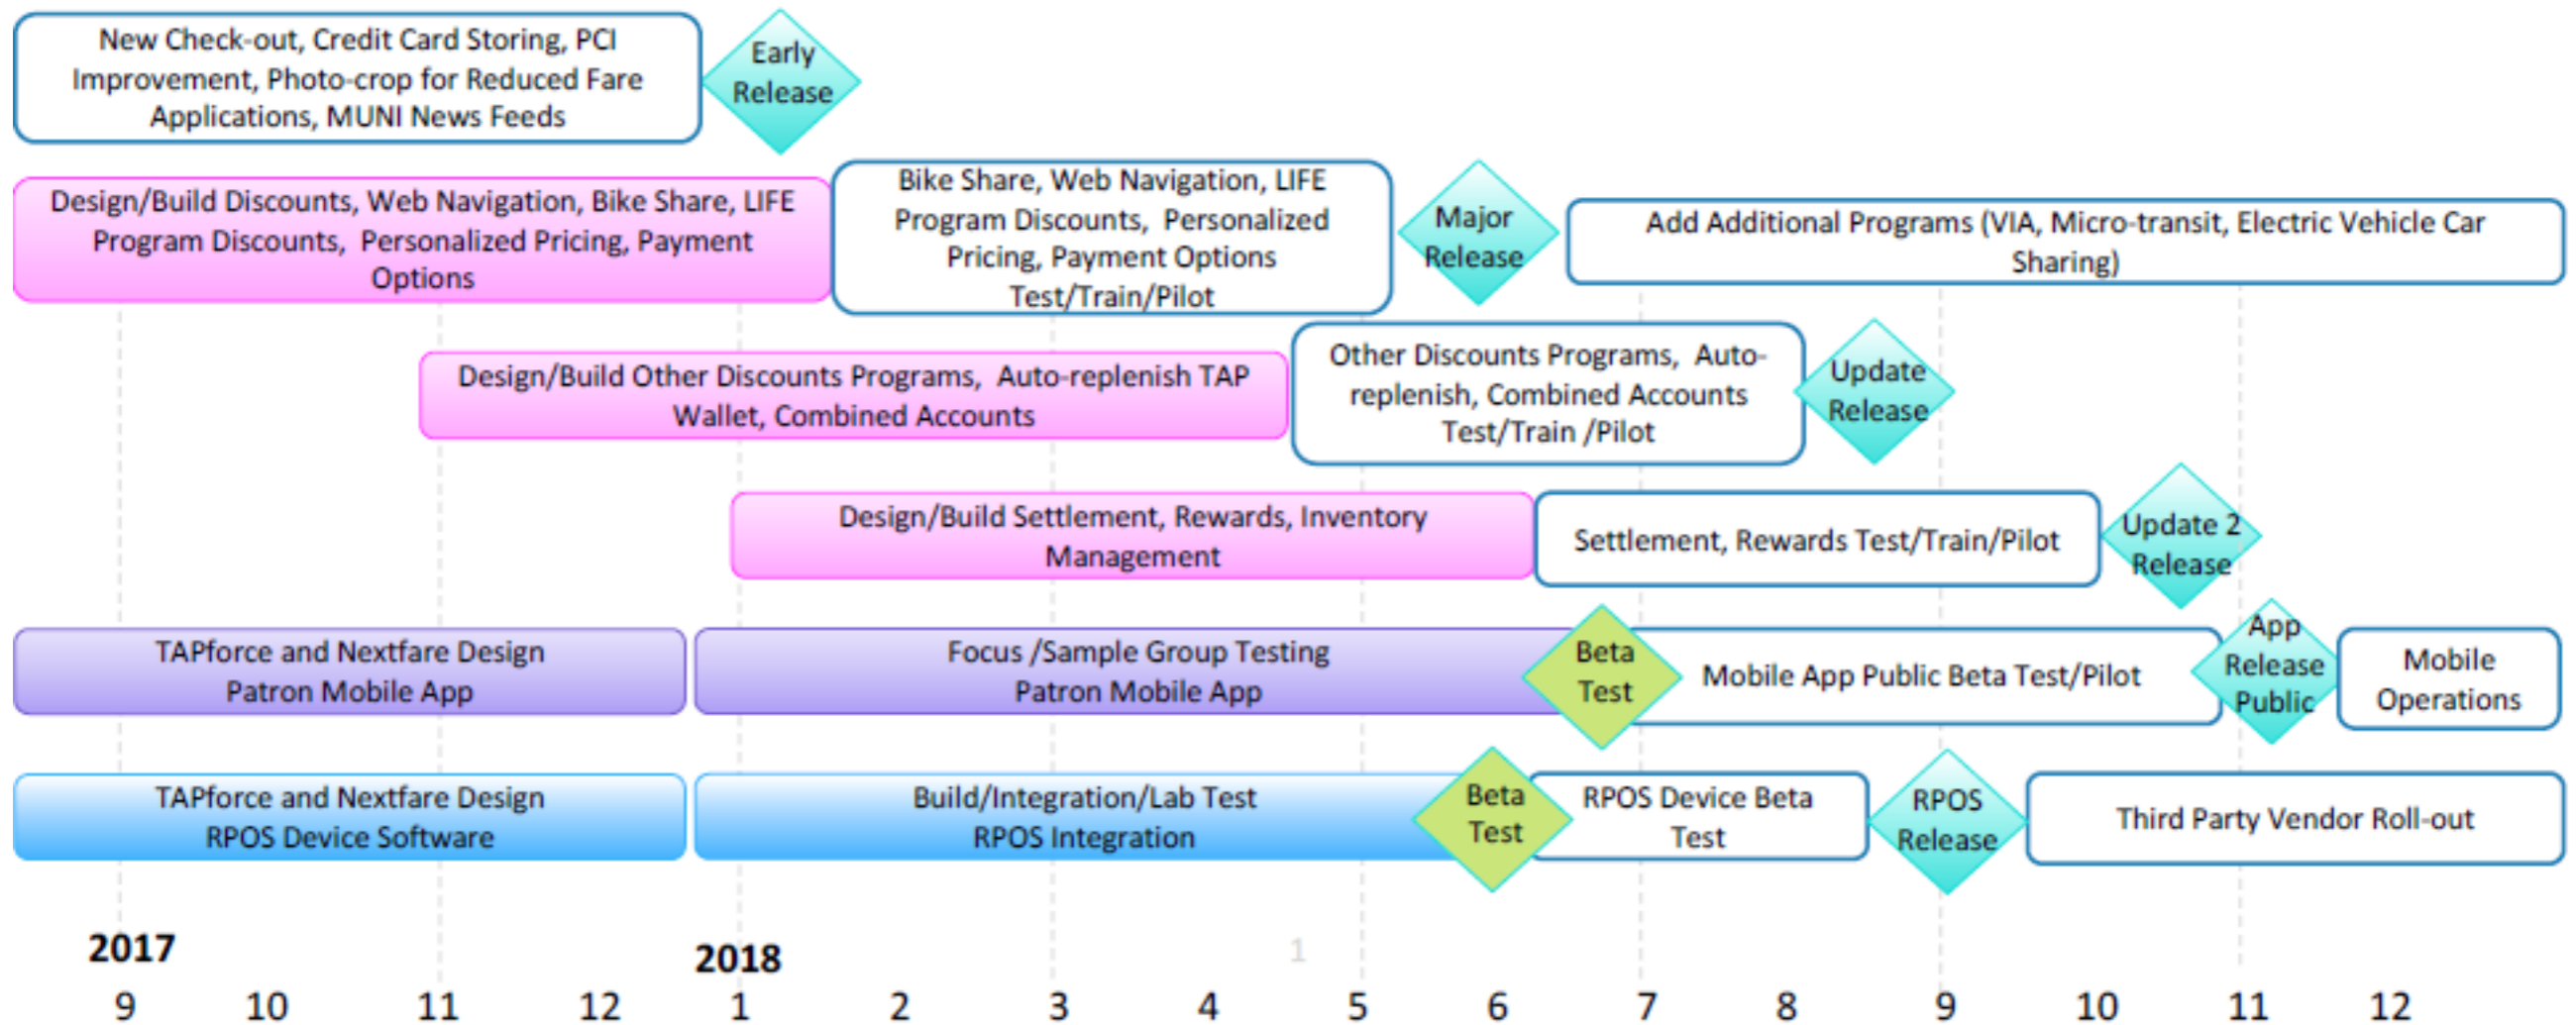 New Check-out, Credit Card Storing, PCI
Improvement, Photo-crop for Reduced Fare
Applications, MUNI News Feeds
Early
Release
Design/Build Discounts, Web Navigation, Bike Share, LIFE
Program Discounts, Personalized Pricing, Payment
Options
Bike Share, Web Navigation, LIFE
Program Discounts, Personalized
Pricing, Payment Options
Test/Train/Pilot
Major
Release
Add Additional Programs (VIA, Micro-transit, Electric Vehicle Car
Sharing)
Design/Build Other Discounts Programs, Auto-replenish TAP
Wallet, Combined Accounts
Other Discounts Programs, Auto-
replenish, Combined Accounts
Test/Train /Pilot
Update
Release
Design/Build Settlement, Rewards, Inventory
Management
Settlement, Rewards Test/Train/Pilot
Update 2
Release
TAPforce and Nextfare Design
Patron Mobile App
Focus /Sample Group Testing
Patron Mobile App
Beta
Test
Mobile App Public Beta Test/Pilot
App
Release
Public
Mobile
Operations
TAPforce and Nextfare Design
RPOS Device Software
Build/Integration/Lab Test
RPOS Integration
Beta
Test
RPOS Device Beta
Test
RPOS
Release
Third Party Vendor Roll-out
2017 2018 1
9 10 11 12 1 2 3 4 5 6 7 8 9 10 11 12